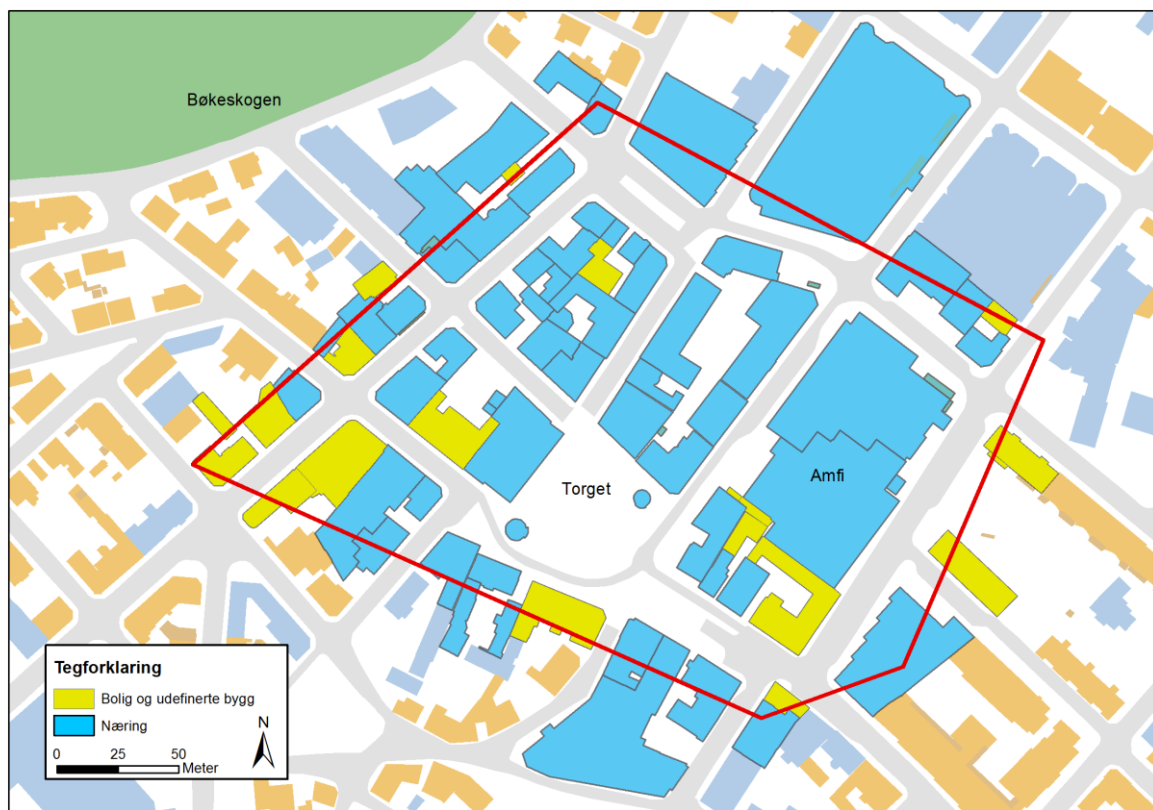 Bøkeskogen
Torget
Amfi
Tegforklaring
Bolig og udefinerte bygg
Næring
N
0 25 50
Meter